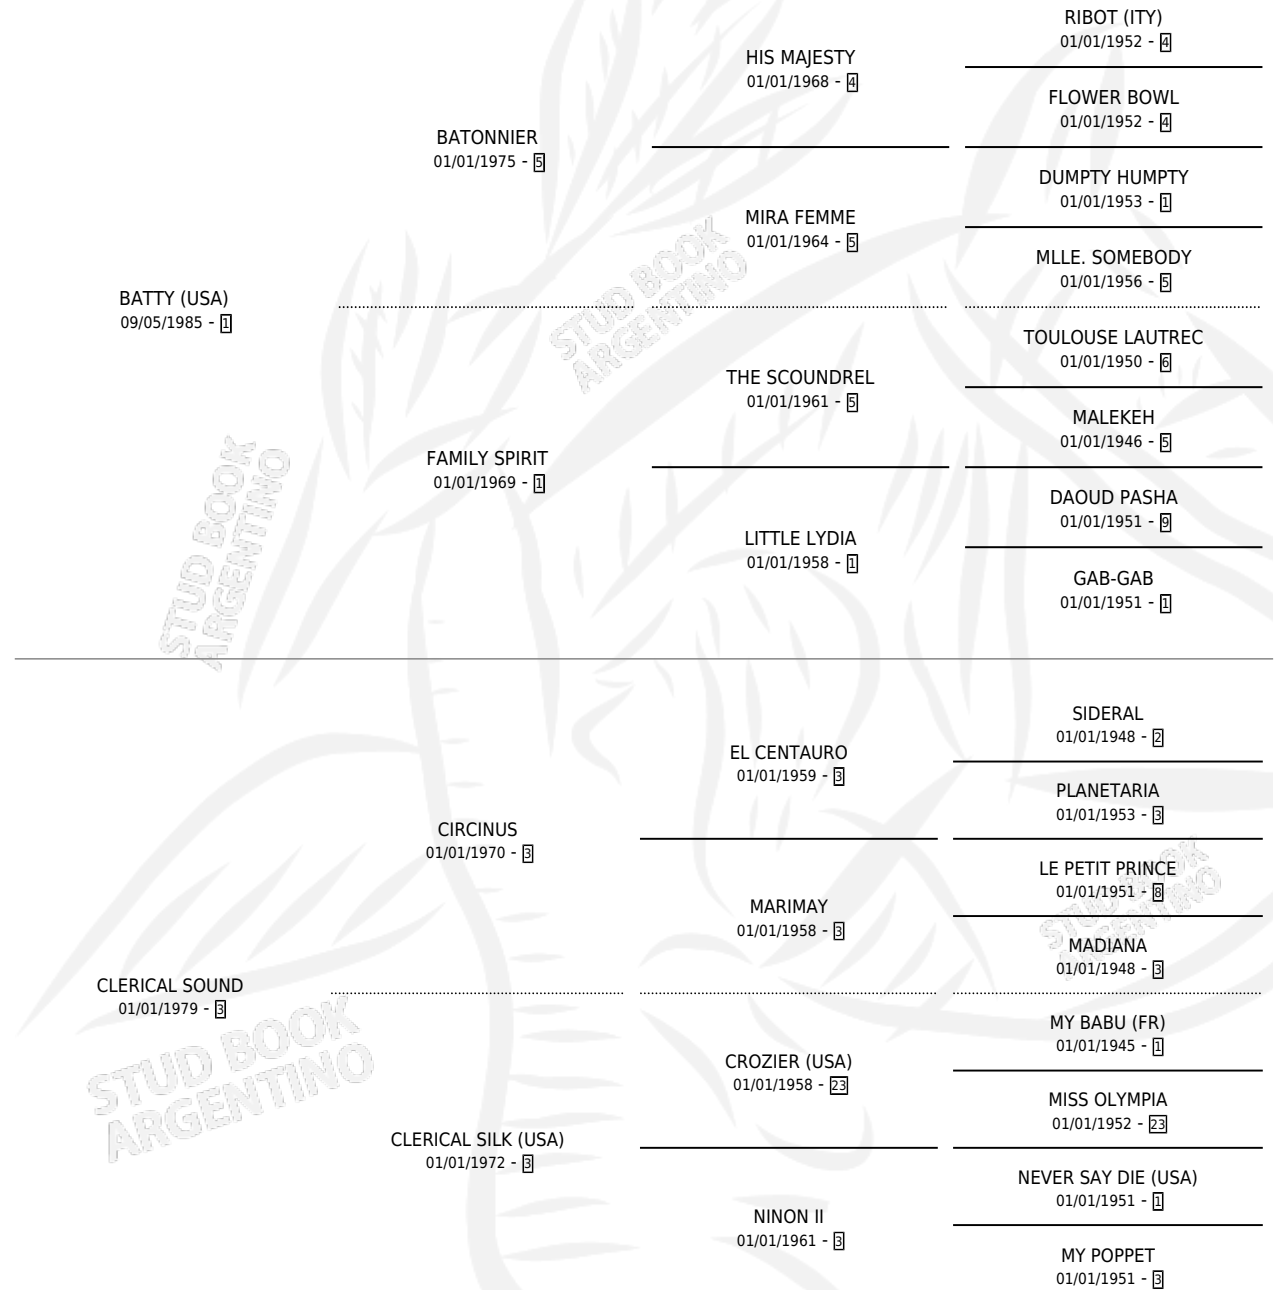 RIBOT (ITY)
01/01/1952 - 4
HIS MAJESTY
01/01/1968 - 4
FLOWER BOWL
01/01/1952 - 4
BATONNIER
01/01/1975 - 5
DUMPTY HUMPTY
01/01/1953 - 1
MIRA FEMME
01/01/1964 - 5
MLLE. SOMEBODY
01/01/1956 - 5
BATTY (USA)
09/05/1985 - 1
TOULOUSE LAUTREC
01/01/1950 - 6
THE SCOUNDREL
01/01/1961 - 5
MALEKEH
01/01/1946 - 5
FAMILY SPIRIT
01/01/1969 - 1
DAOUD PASHA
01/01/1951 - 9
LITTLE LYDIA
01/01/1958 - 1
GAB-GAB
01/01/1951 - 1
SIDERAL
01/01/1948 - 2
EL CENTAURO
01/01/1959 - 3
PLANETARIA
01/01/1953 - 3
CIRCINUS
01/01/1970 - 3
LE PETIT PRINCE
01/01/1951 - 8
MARIMAY
01/01/1958 - 3
MADIANA
01/01/1948 - 3
CLERICAL SOUND
01/01/1979 - 3
MY BABU (FR)
01/01/1945 - 1
CROZIER (USA)
01/01/1958 - 23
MISS OLYMPIA
01/01/1952 - 23
CLERICAL SILK (USA)
01/01/1972 - 3
NEVER SAY DIE (USA)
01/01/1951 - 1
NINON II
01/01/1961 - 3
MY POPPET
01/01/1951 - 3
STUD BOOK
ARGENTINO
STUD BOOK
ARGENTINO
STUD BOOK
ARGENTINO
STUD BOOK
ARGENTINO